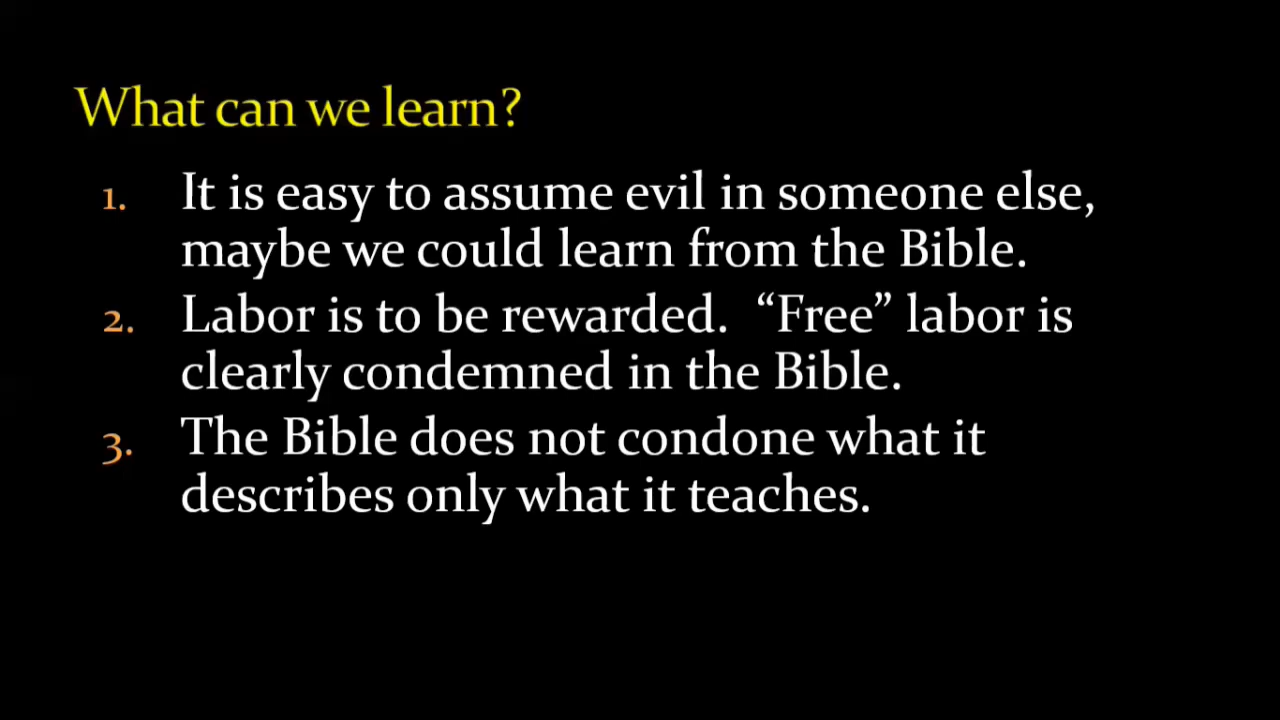 What can we learn?
1. It is easy to assume evil in someone else,
maybe we could learn from the Bible.
2. Labor is to be rewarded.  “Free” labor is
clearly condemned in the Bible.
3. The Bible does not condone what it
describes only what it teaches.